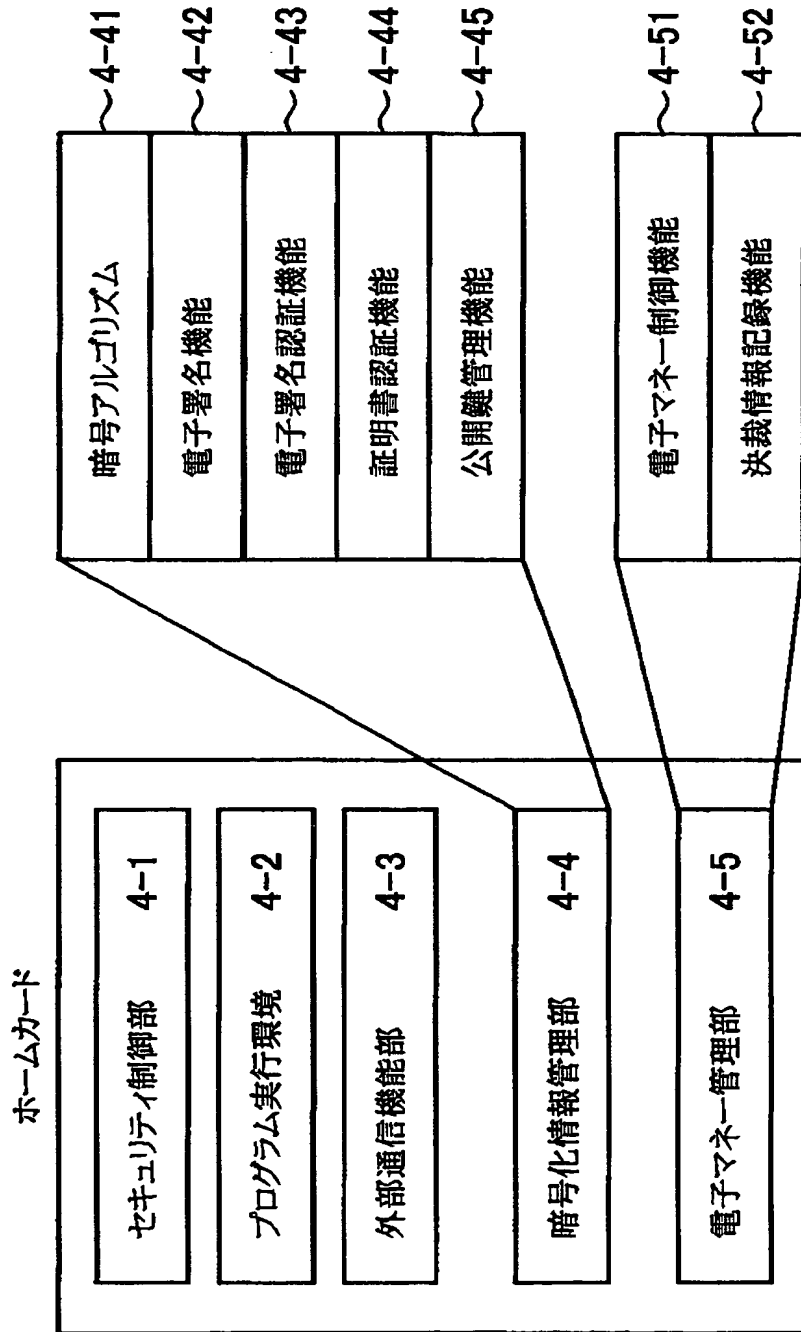 ホームカード
セキュリティ制御部 4-1
プログラム実行環境 4-2
外部通信機能部 4-3
暗号化情報管理部 4-4
電子マネー管理部 4-5
暗号アルゴリズム 4-41
電子署名機能 4-42
電子署名認証機能 4-43
証明書認証機能 4-44
公開鍵管理機能 4-45
電子マネー制御機能 4-51
決裁情報記録機能 4-52